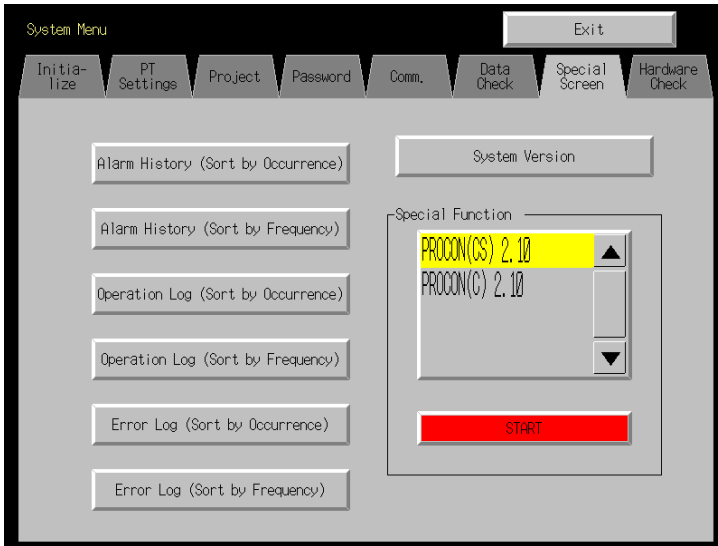 System Menu
Exit
Initia-
lize
PT
Settings
Project
Password
Comm.
Data
Check
Special
Screen
Hardware
Check
Alarm History (Sort by Occurrence)
Alarm History (Sort by Frequency)
Operation Log (Sort by Occurrence)
Operation Log (Sort by Frequency)
Error Log (Sort by Occurrence)
Error Log (Sort by Frequency)
System Version
Special Function
PROCON(CS) 2.10
PROCON(C) 2.10
START